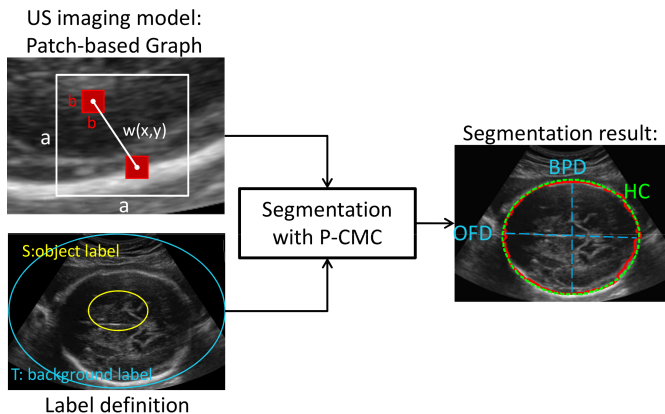 US imaging model:
Patch-based Graph
b
b
w(x,y)
a
a
S:object label
T: background label
Label definition
Segmentation
with P-CMC
Segmentation result:
BPD
HC
OFD